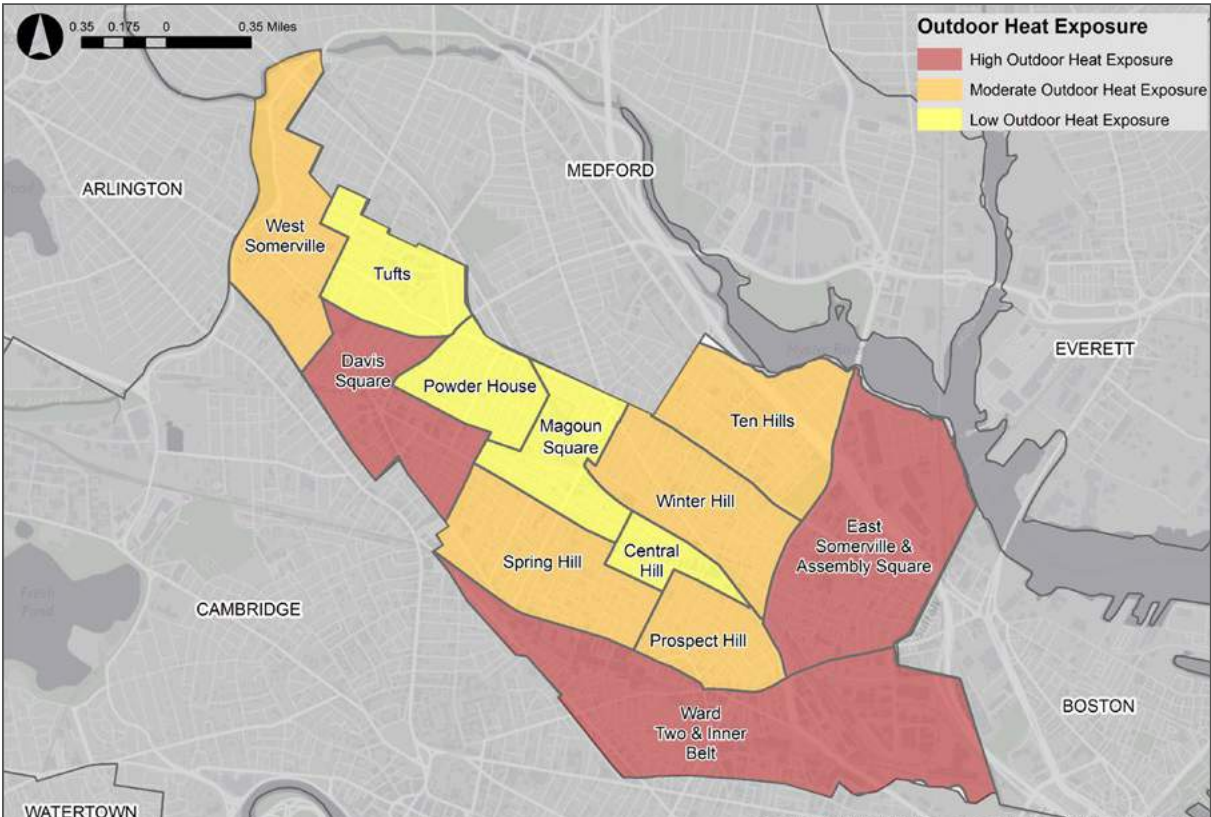 0.35 0.175 0 0.35 Miles
Outdoor Heat Exposure
High Outdoor Heat Exposure
Moderate Outdoor Heat Exposure
Low Outdoor Heat Exposure
ARLINGTON
MEDFORD
West
Somerville
Tufts
EVERETT
Davis
Square
Powder House
Magoun
Square
Ten Hills
Winter Hill
East
Somerville &
Assembly Square
Spring Hill
Central
Hill
Fresh
Pond
CAMBRIDGE
Prospect Hill
Ward
Two & Inner
Belt
BOSTON
WATERTOWN